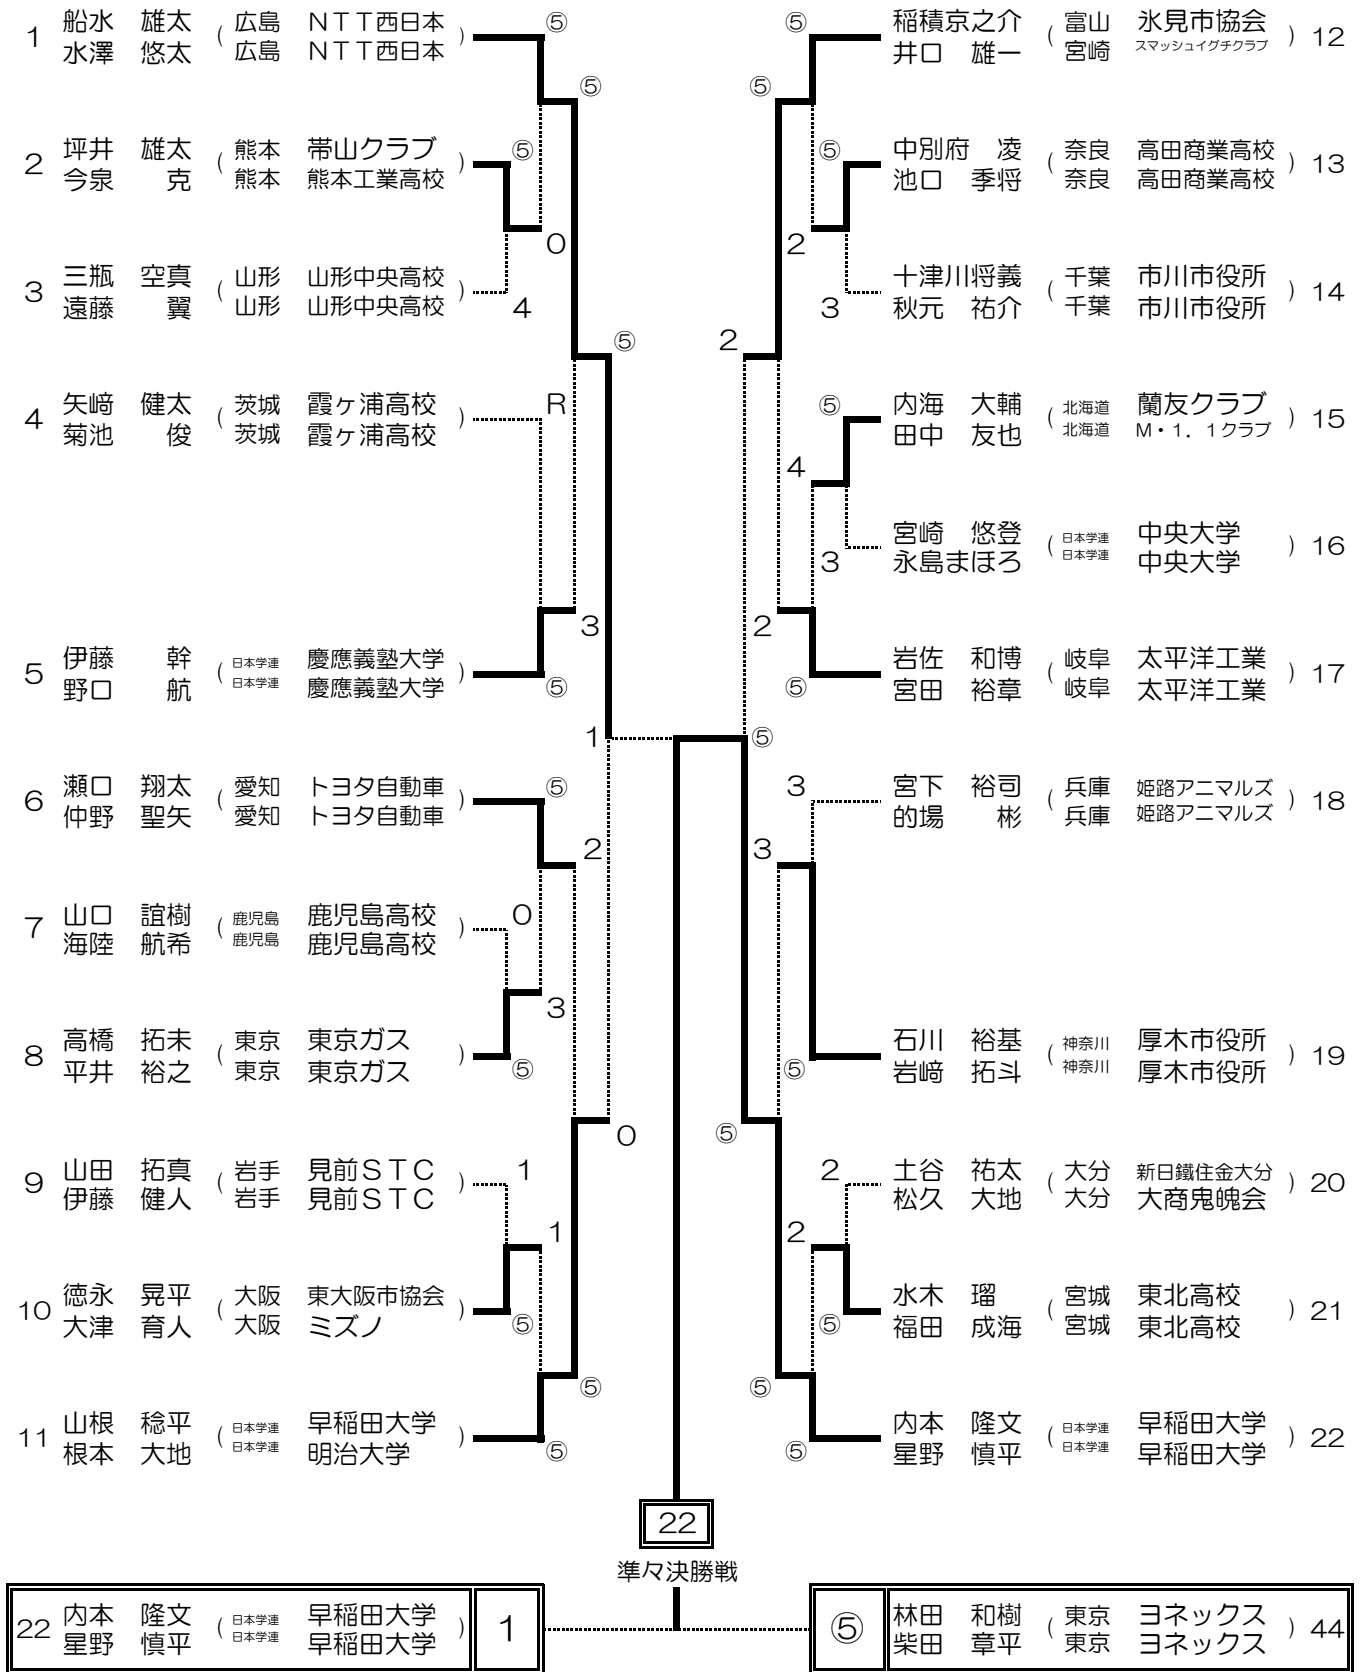 1 船水 雄太 ( 広島 ＮＴＴ西日本 )
水澤 悠太 広島 ＮＴＴ西日本
⑤
⑤
2 坪井 雄太 ( 熊本 帯山クラブ )
今泉 克 熊本 熊本工業高校
⑤
0
3 三瓶 空真 ( 山形 山形中央高校 )
遠藤 翼 山形 山形中央高校
4
⑤
4 矢﨑 健太 ( 茨城 霞ヶ浦高校 )
菊池 俊 茨城 霞ヶ浦高校
R
3
5 伊藤 幹 ( 日本学連 慶應義塾大学 )
野口 航 日本学連 慶應義塾大学
⑤
1
6 瀬口 翔太 ( 愛知 トヨタ自動車 )
仲野 聖矢 愛知 トヨタ自動車
⑤
2
7 山口 誼樹 ( 鹿児島 鹿児島高校 )
海陸 航希 鹿児島 鹿児島高校
0
3
8 高橋 拓未 ( 東京 東京ガス )
平井 裕之 東京 東京ガス
⑤
0
9 山田 拓真 ( 岩手 見前ＳＴＣ )
伊藤 健人 岩手 見前ＳＴＣ
1
1
10 徳永 晃平 ( 大阪 東大阪市協会 )
大津 育人 大阪 ミズノ
⑤
⑤
11 山根 稔平 ( 日本学連 早稲田大学 )
根本 大地 日本学連 明治大学
⑤
⑤
稲積京之介 ( 富山 氷見市協会 ) 12
井口 雄一 宮崎 スマッシュイグチクラブ
⑤
⑤
中別府 凌 ( 奈良 高田商業高校 ) 13
池口 季将 奈良 高田商業高校
2
十津川将義 ( 千葉 市川市役所 ) 14
秋元 祐介 千葉 市川市役所
3
2
⑤
内海 大輔 ( 北海道 蘭友クラブ ) 15
田中 友也 北海道 Ｍ・１．１クラブ
4
宮崎 悠登 ( 日本学連 中央大学 ) 16
永島まほろ 日本学連 中央大学
3
2
岩佐 和博 ( 岐阜 太平洋工業 ) 17
宮田 裕章 岐阜 太平洋工業
⑤
⑤
3
宮下 裕司 ( 兵庫 姫路アニマルズ ) 18
的場 彬 兵庫 姫路アニマルズ
3
石川 裕基 ( 神奈川 厚木市役所 ) 19
岩﨑 拓斗 神奈川 厚木市役所
⑤
⑤
2
土谷 祐太 ( 大分 新日鐵住金大分 ) 20
松久 大地 大分 大商鬼魄会
2
水木 瑠 ( 宮城 東北高校 ) 21
福田 成海 宮城 東北高校
⑤
⑤
内本 隆文 ( 日本学連 早稲田大学 ) 22
星野 慎平 日本学連 早稲田大学
⑤
22
準々決勝戦
22 内本 隆文 ( 日本学連 早稲田大学 ) 1
星野 慎平 日本学連 早稲田大学
⑤ 林田 和樹 ( 東京 ヨネックス ) 44
柴田 章平 東京 ヨネックス